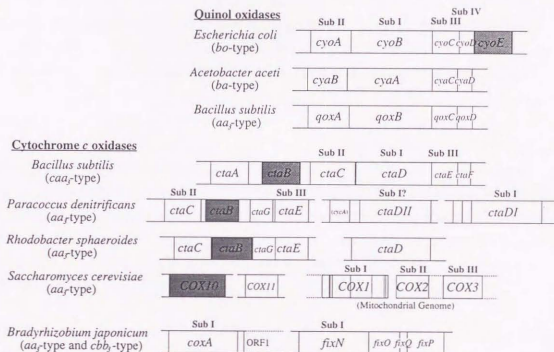 Quinol oxidases
Sub IV
Sub II Sub I Sub III
Escherichia coli cyoA cyoB cyoC cyoD cyoE
(bo-type)
Acetobacter aceti cyaB cyaA cyaC cyaD
(ba-type)
Bacillus subtilis qoxA qoxB qoxC qoxD
(aa3-type)
Cytochrome c oxidases
Sub II Sub I Sub III
Bacillus subtilis ctaA ctaB ctaC ctaD ctaE ctaF
(caa3-type)
Sub II Sub III Sub I? Sub I
Paracoccus denitrificans ctaC ctaB ctaG ctaE ctaDII ctaDI
(aa3-type)
Rhodobacter sphaeroides ctaC ctaB ctaG ctaE ctaD
(aa3-type)
Sub I Sub II Sub III
Saccharomyces cerevisiae COX10 COX11 COX1 COX2 COX3
(aa3-type)
(Mitochondrial Genome)
Sub I Sub I
Bradyrhizobium japonicum coxA ORF1 fixN fixO fixQ fixP
(aa3-type and cbb3-type)